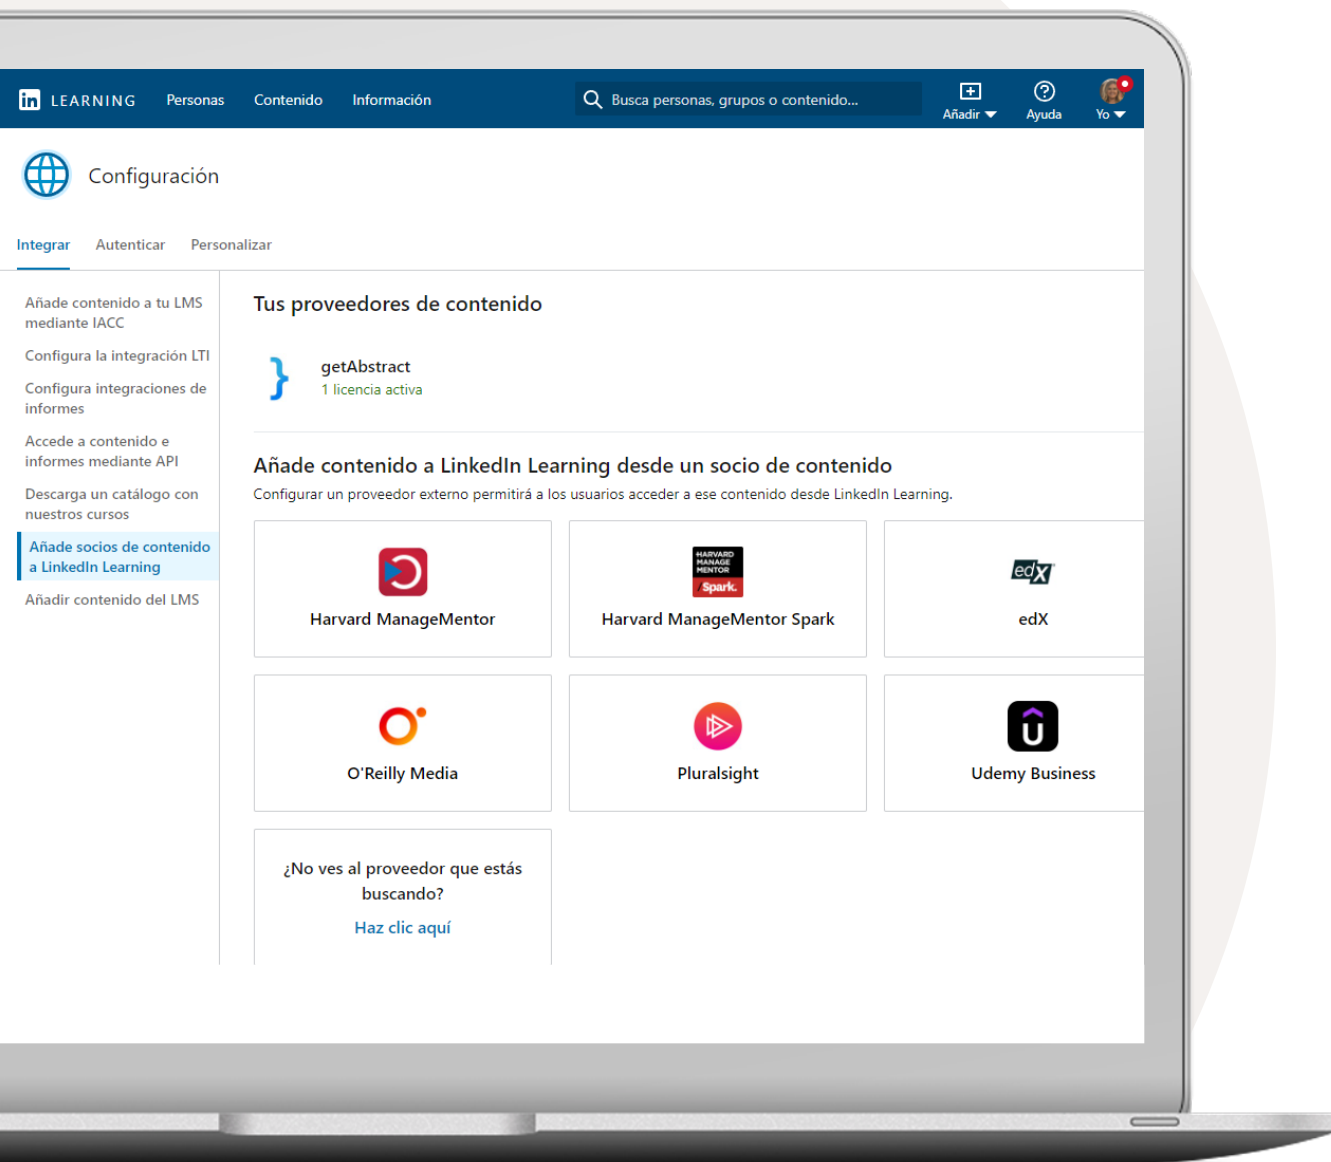 in LEARNING Personas Contenido Información Busca personas, grupos o contenido... Añadir Ayuda Yo
Configuración
Integrar Autenticar Personalizar
Añade contenido a tu LMS
mediante IACC
Configura la integración LTI
Configura integraciones de
informes
Accede a contenido e
informes mediante API
Descarga un catálogo con
nuestros cursos
Añade socios de contenido
a LinkedIn Learning
Añadir contenido del LMS
Tus proveedores de contenido
getAbstract
1 licencia activa
Añade contenido a LinkedIn Learning desde un socio de contenido
Configurar un proveedor externo permitirá a los usuarios acceder a ese contenido desde LinkedIn Learning.
Harvard ManageMentor
HARVARD
MANAGE
MENTOR
/Spark.
Harvard ManageMentor Spark
edX
edX
O'Reilly Media
Pluralsight
Udemy Business
¿No ves al proveedor que estás
buscando?
Haz clic aquí